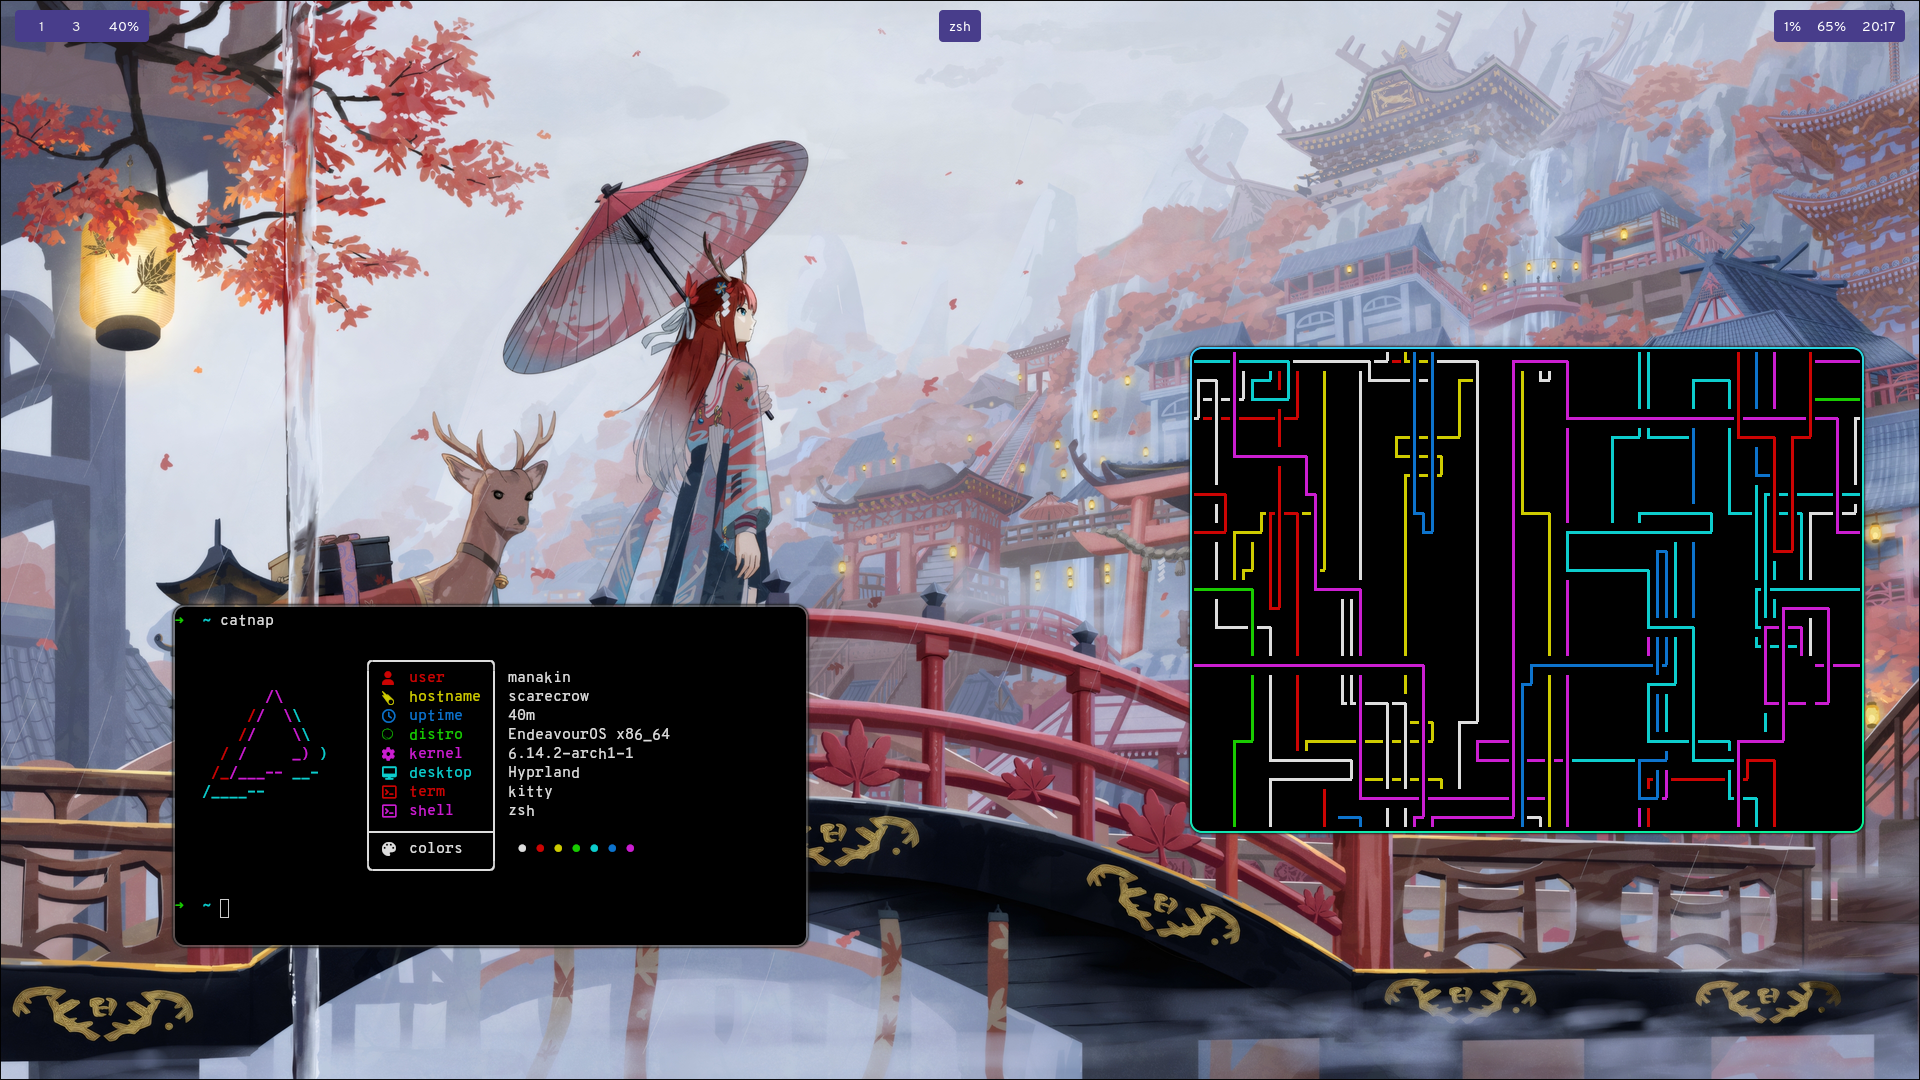 1 3 40%
zsh
1% 65% 20:17
➜ ~ catnap
user manakin
hostname scarecrow
uptime 40m
distro EndeavourOS x86_64
kernel 6.14.2-arch1-1
desktop Hyprland
term kitty
shell zsh
colors
➜ ~